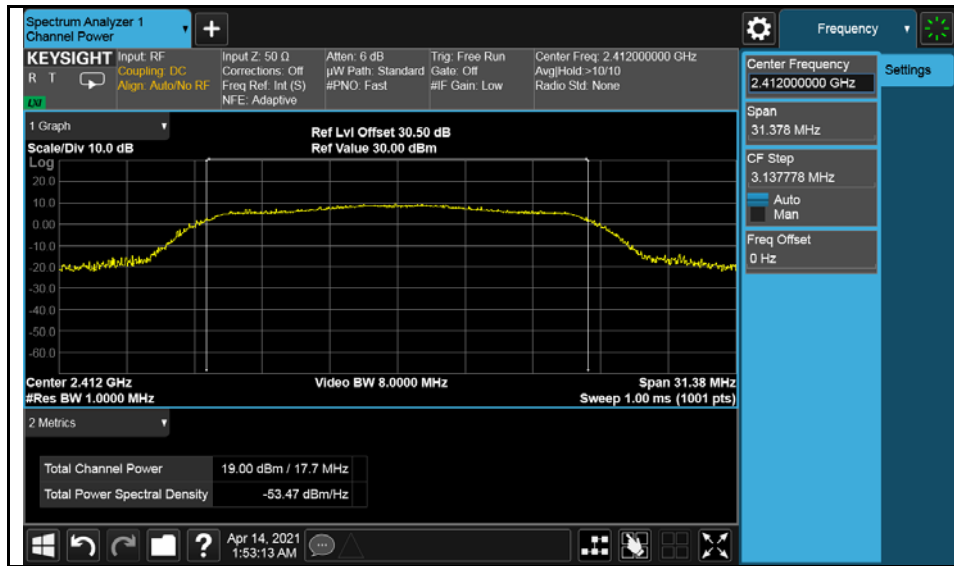 Spectrum Analyzer 1
Channel Power
+
Frequency
KEYSIGHT
R T
LXI
Input: RF
Coupling: DC
Align: Auto/No RF
Input Z: 50 Ω
Corrections: Off
Freq Ref: Int (S)
NFE: Adaptive
Atten: 6 dB
µW Path: Standard
#PNO: Fast
Trig: Free Run
Gate: Off
#IF Gain: Low
Center Freq: 2.412000000 GHz
Avg|Hold:>10/10
Radio Std: None
Center Frequency
2.412000000 GHz
Settings
Span
31.378 MHz
CF Step
3.137778 MHz
Auto
Man
Freq Offset
0 Hz
1 Graph
Scale/Div 10.0 dB
Ref Lvl Offset 30.50 dB
Ref Value 30.00 dBm
Log
20.0
10.0
0.00
-10.0
-20.0
-30.0
-40.0
-50.0
-60.0
Center 2.412 GHz
#Res BW 1.0000 MHz
Video BW 8.0000 MHz
Span 31.38 MHz
Sweep 1.00 ms (1001 pts)
2 Metrics
Total Channel Power 19.00 dBm / 17.7 MHz
Total Power Spectral Density -53.47 dBm/Hz
?
Apr 14, 2021
1:53:13 AM